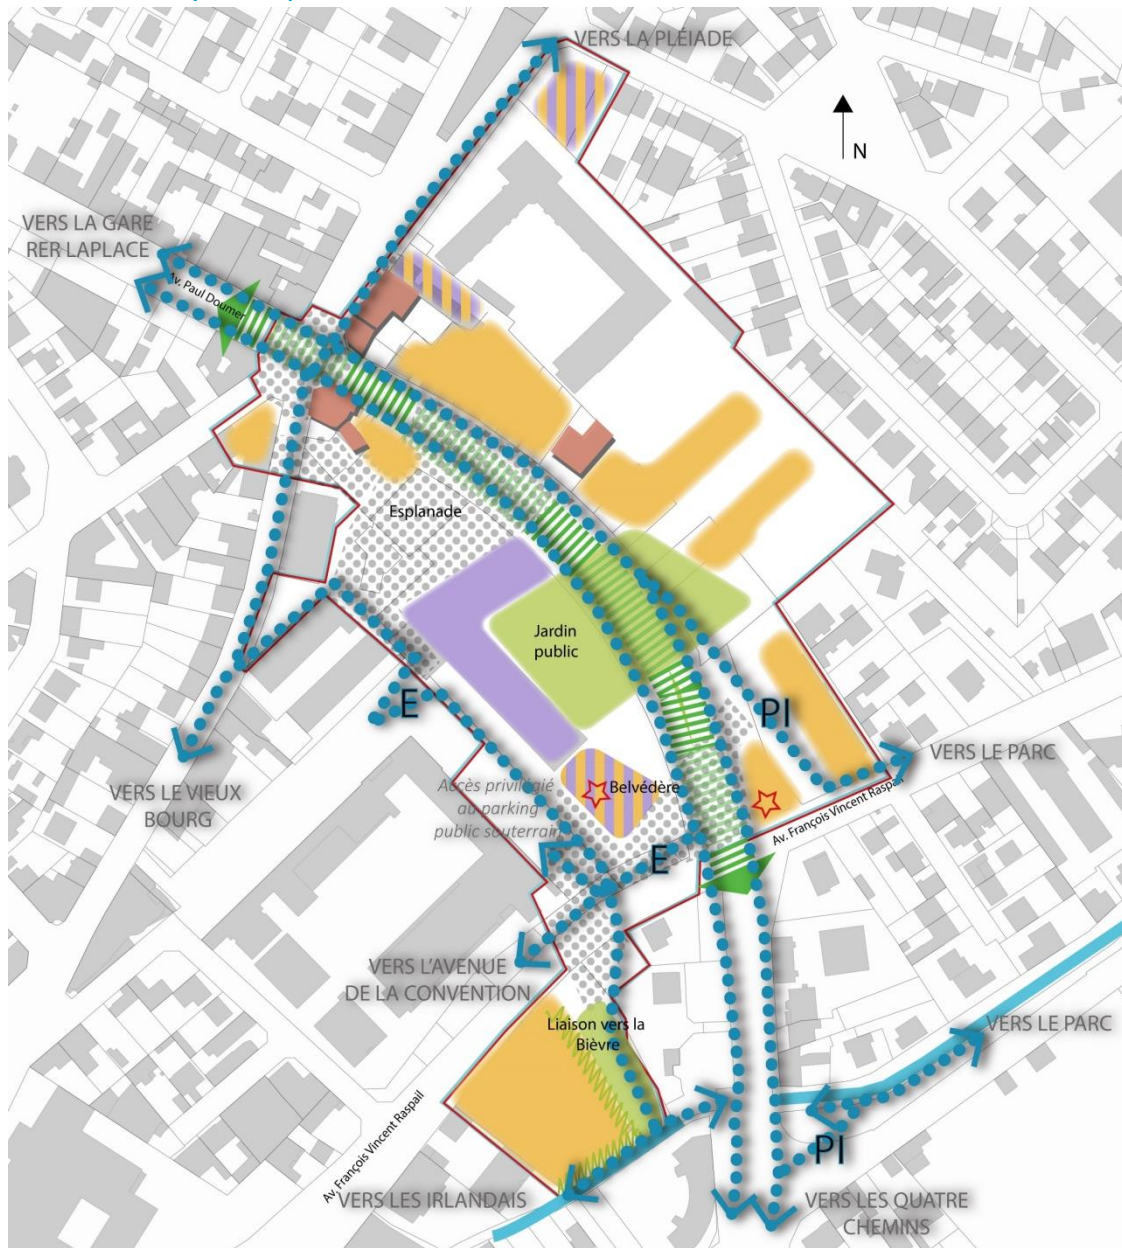 VERS LA PLÉIADE
N
VERS LA GARE
RER LAPLACE
Av. Paul Doumer
Esplanade
Jardin
public
E
PI
VERS LE PARC
VERS LE VIEUX
BOURG
Accès privilégié
au parking
public souterrain
Belvédère
Av. François Vincent Raspail
E
VERS L'AVENUE
DE LA CONVENTION
Liaison vers la
Bièvre
VERS LE PARC
Av. François Vincent Raspail
PI
VERS LES IRLANDAIS
VERS LES QUATRE
CHEMINS